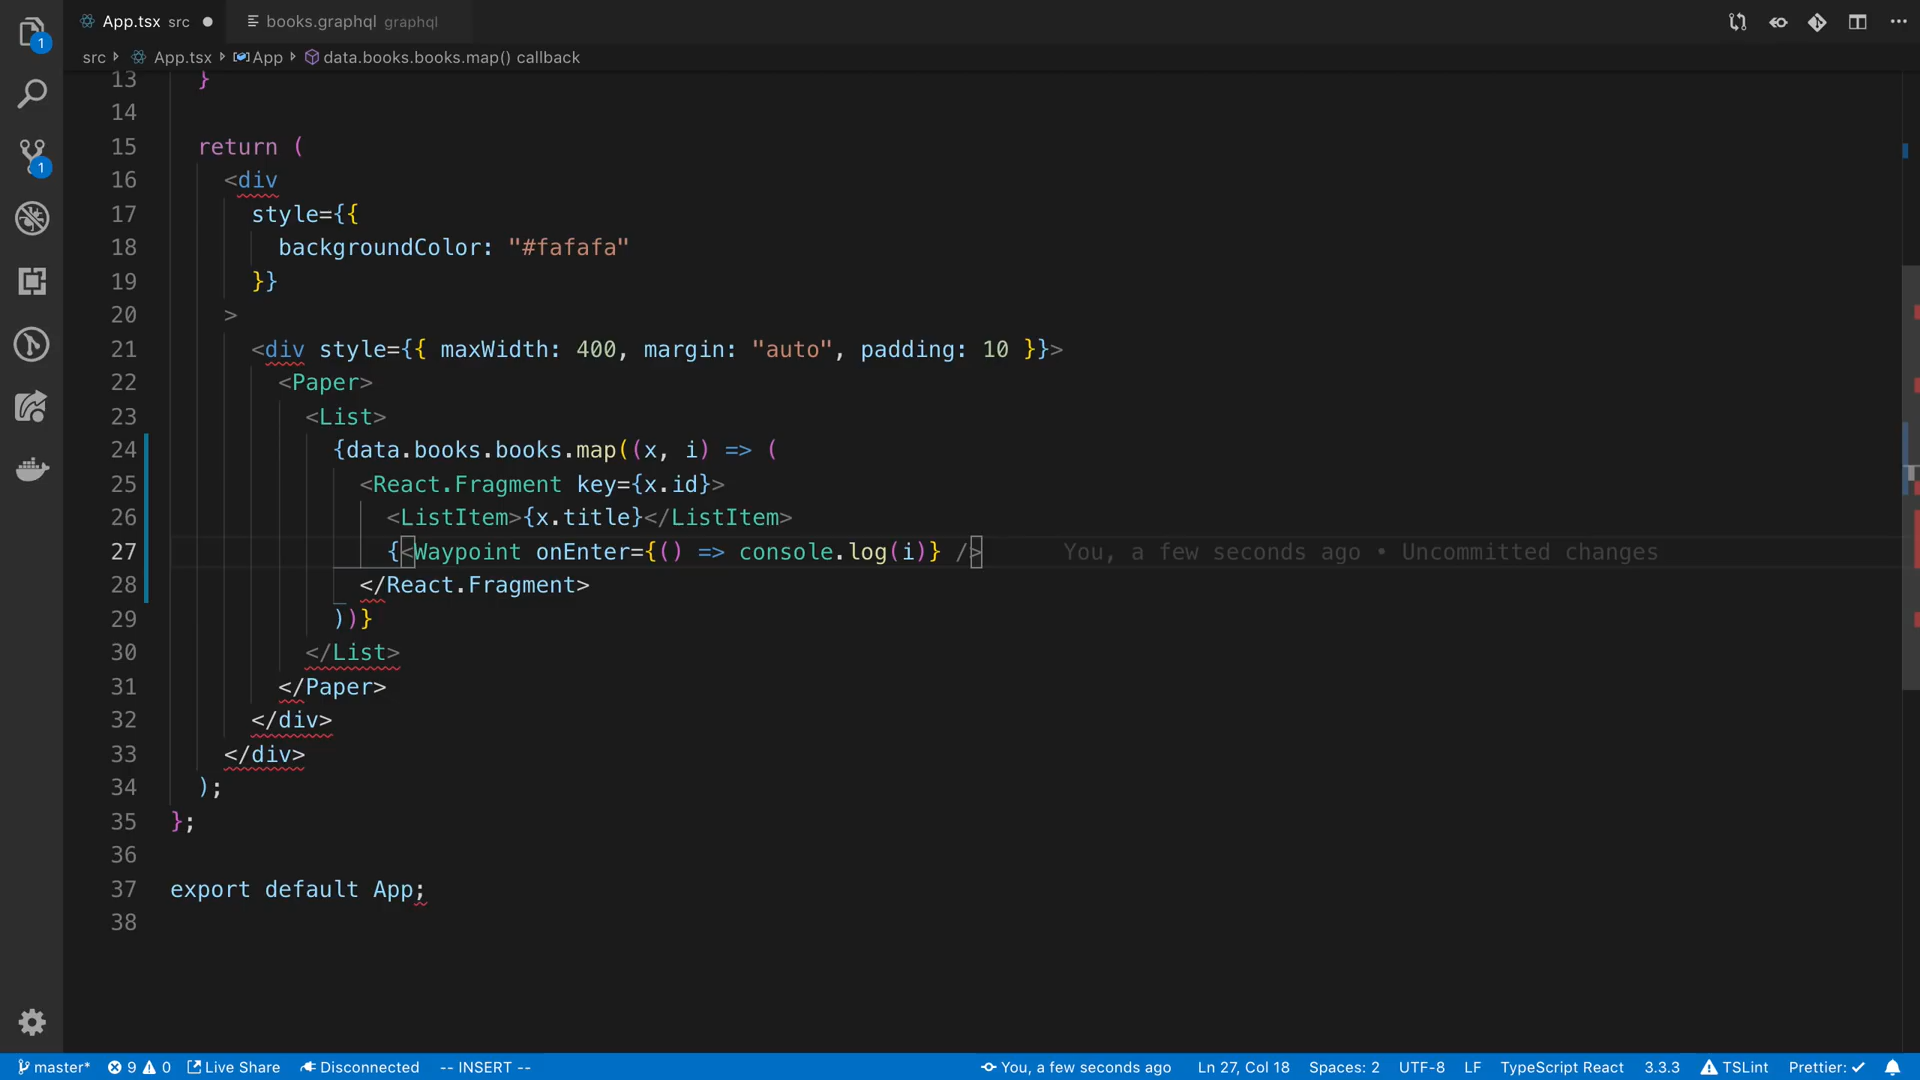 App.tsx src ●
books.graphql graphql
src App.tsx App data.books.books.map() callback
1
1
13 }
14
15 return (
16 <div
17 style={{
18 backgroundColor: "#fafafa"
19 }}
20 >
21 <div style={{ maxWidth: 400, margin: "auto", padding: 10 }}>
22 <Paper>
23 <List>
24 {data.books.books.map((x, i) => (
25 <React.Fragment key={x.id}>
26 <ListItem>{x.title}</ListItem>
27 {<Waypoint onEnter={() => console.log(i)} /> You, a few seconds ago • Uncommitted changes
28 </React.Fragment>
29 ))}
30 </List>
31 </Paper>
32 </div>
33 </div>
34 );
35 };
36
37 export default App;
38
master* 9 0 Live Share Disconnected -- INSERT -- You, a few seconds ago Ln 27, Col 18 Spaces: 2 UTF-8 LF TypeScript React 3.3.3 TSLint Prettier: ✓